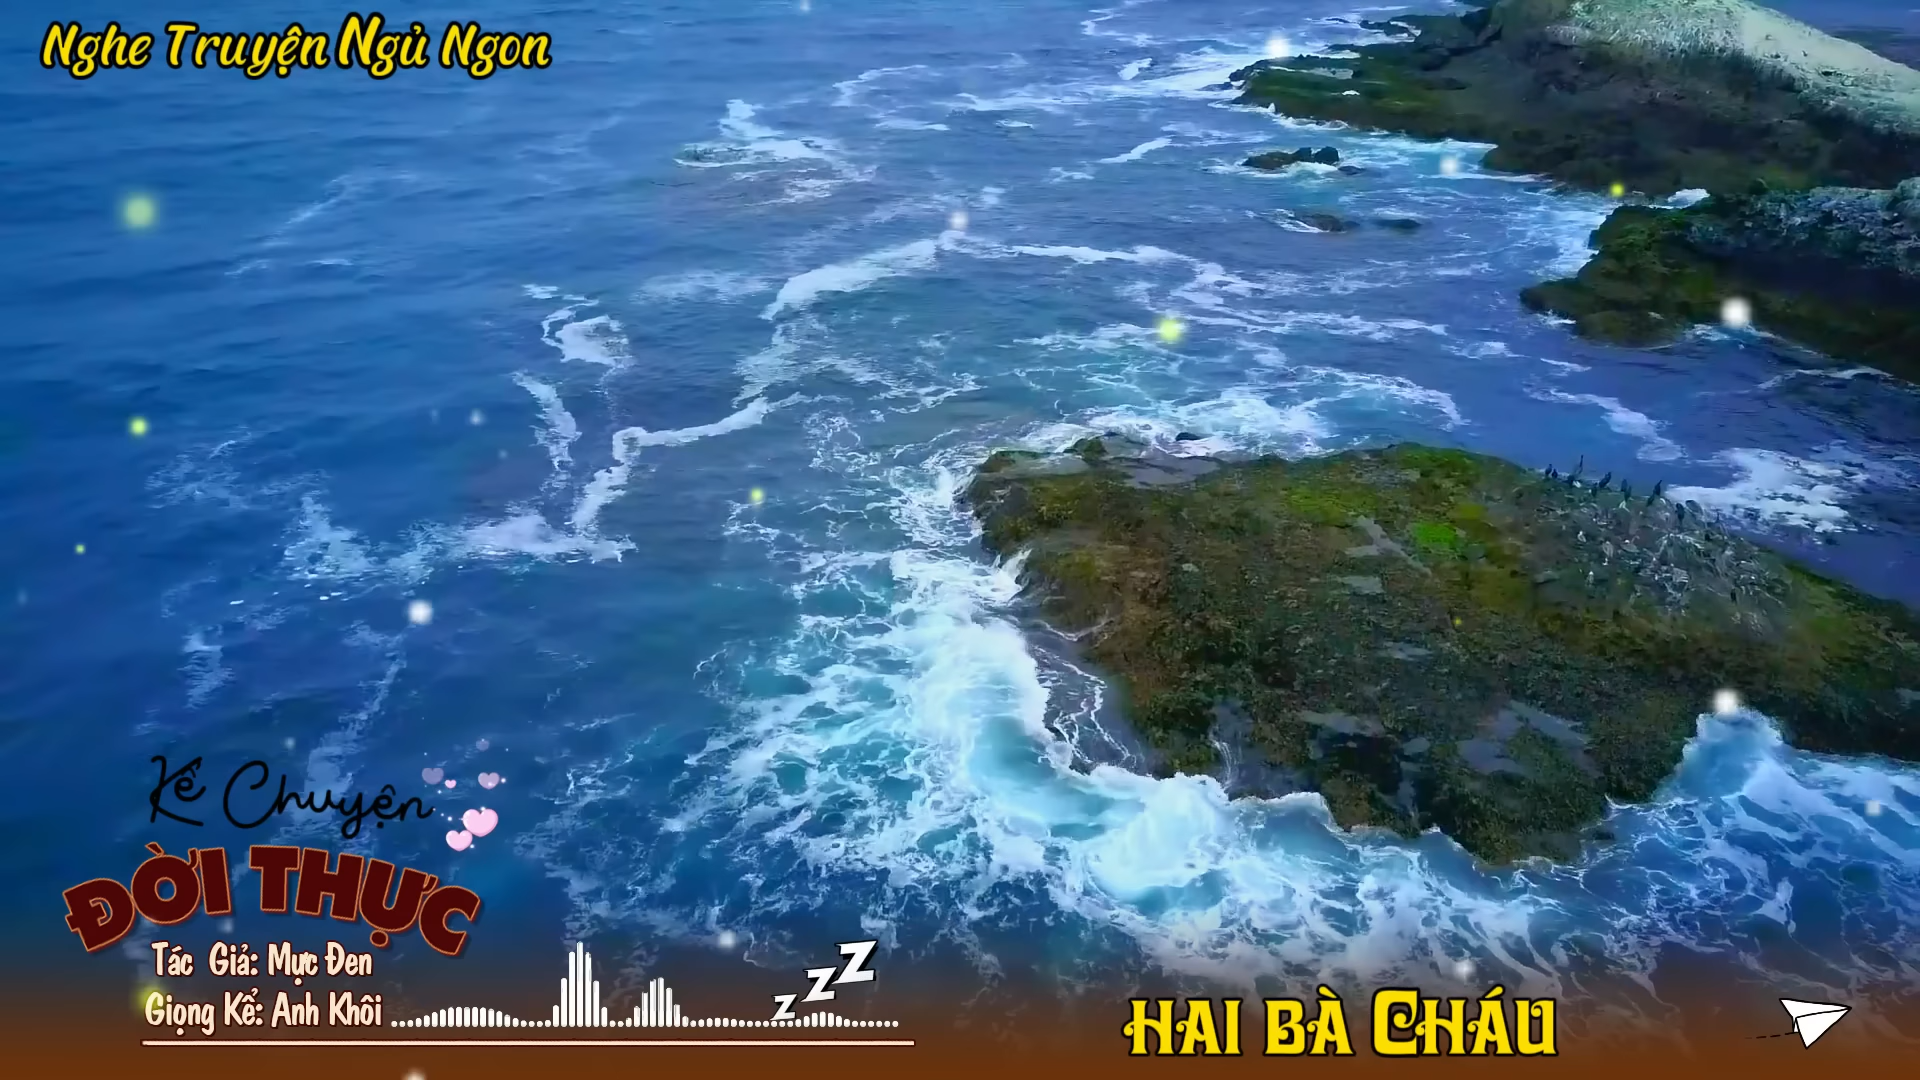 Nghe Truyện Ngủ Ngon
Kể Chuyện
ĐỜI THỰC
Tác Giả: Mực Đen
Giọng Kể: Anh Khôi
zzZ
HAI BÀ CHÁU